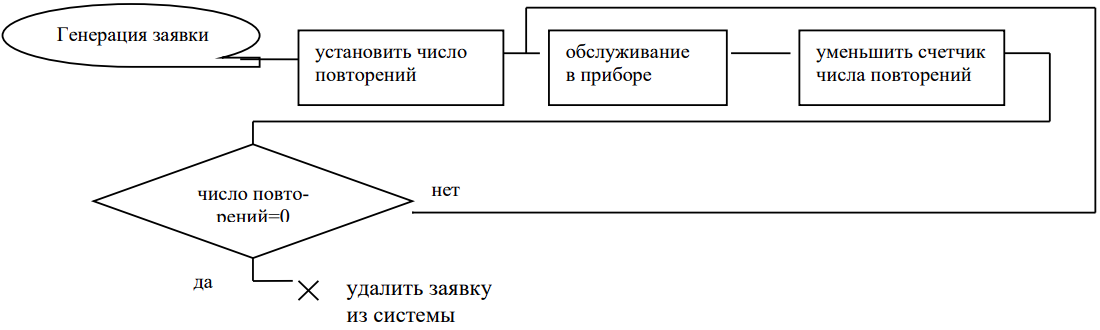 Генерация заявки
установить число
повторений
обслуживание
в приборе
уменьшить счетчик
числа повторений
число повто-
рений=0
нет
да
удалить заявку
из системы